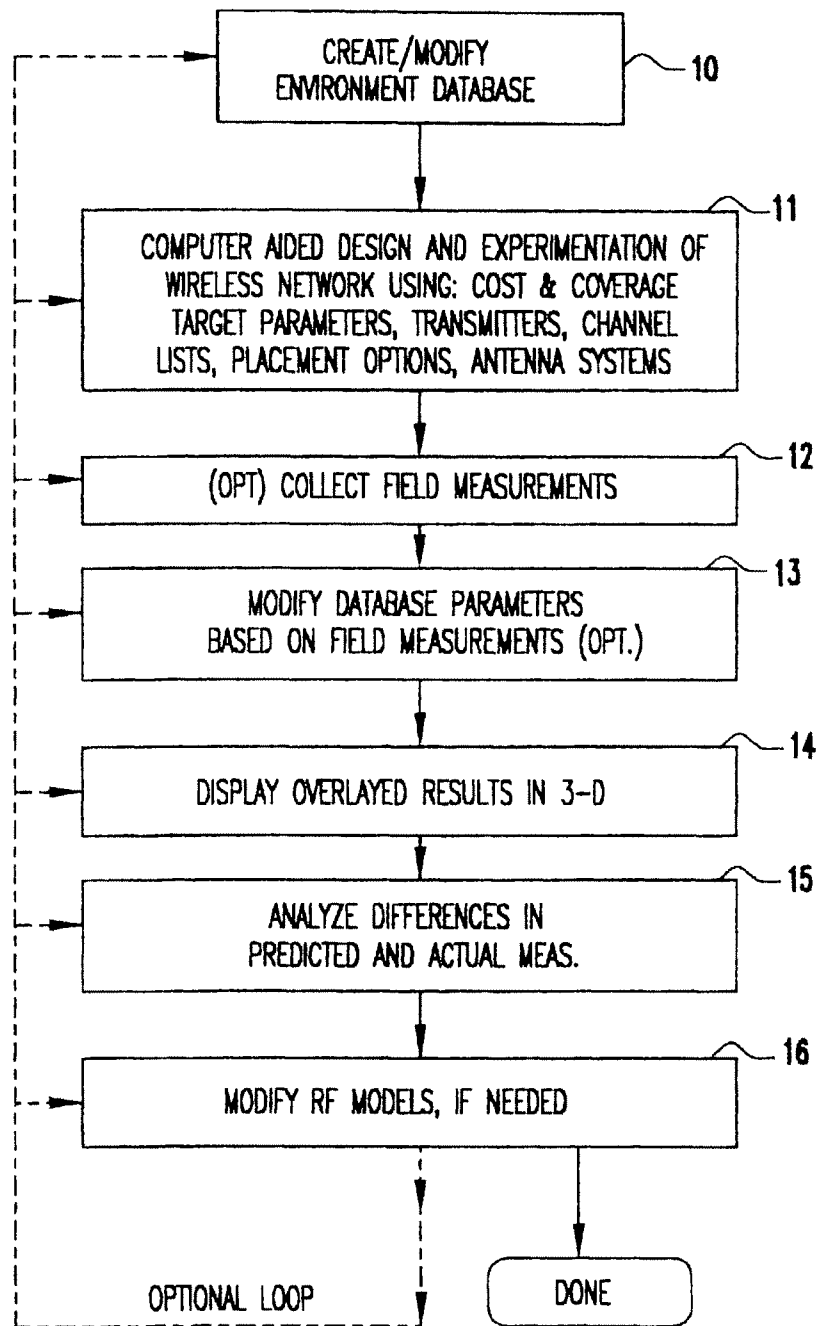 CREATE/MODIFY
ENVIRONMENT DATABASE
10
11
COMPUTER AIDED DESIGN AND EXPERIMENTATION OF
WIRELESS NETWORK USING: COST & COVERAGE
TARGET PARAMETERS, TRANSMITTERS, CHANNEL
LISTS, PLACEMENT OPTIONS, ANTENNA SYSTEMS
12
(OPT) COLLECT FIELD MEASUREMENTS
13
MODIFY DATABASE PARAMETERS
BASED ON FIELD MEASUREMENTS (OPT.)
14
DISPLAY OVERLAYED RESULTS IN 3-D
15
ANALYZE DIFFERENCES IN
PREDICTED AND ACTUAL MEAS.
16
MODIFY RF MODELS, IF NEEDED
OPTIONAL LOOP
DONE